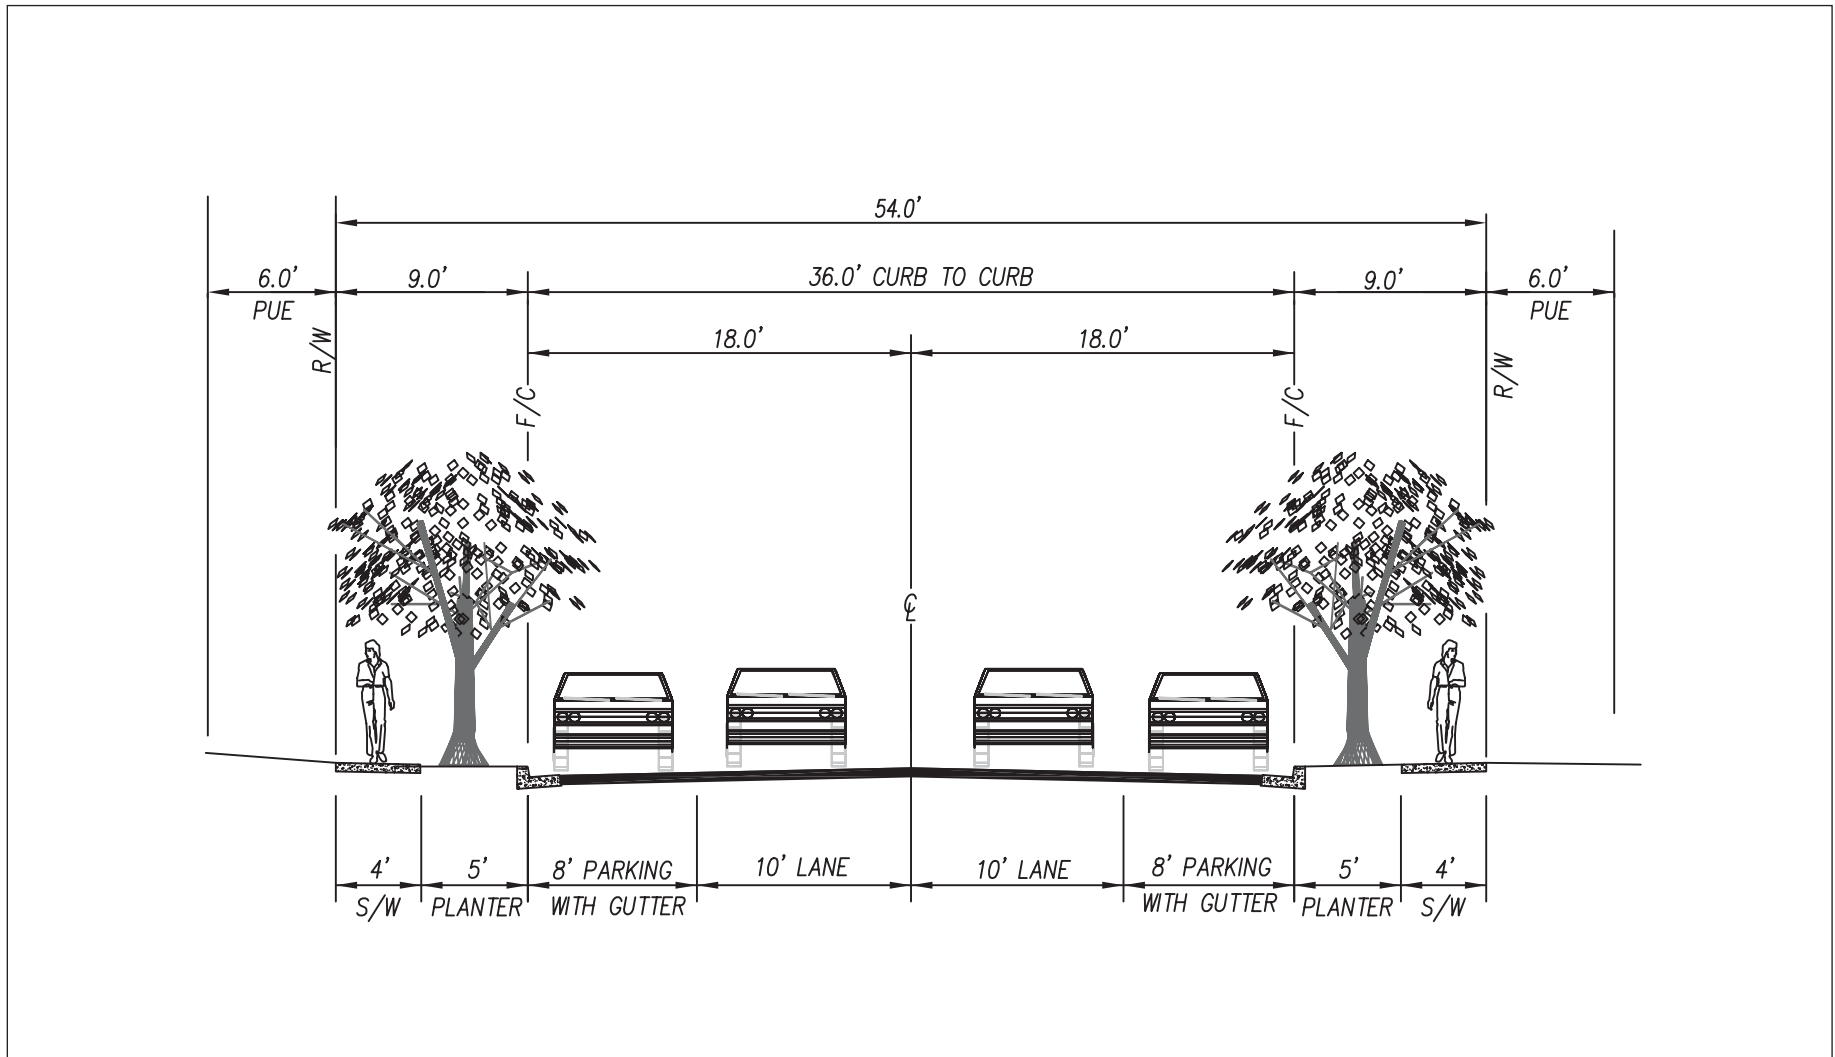 54.0'
6.0' 9.0' 36.0' CURB TO CURB 9.0' 6.0'
PUE PUE
R/W 18.0' 18.0' R/W
F/C F/C
℄
4' 5' 8' PARKING 10' LANE 10' LANE 8' PARKING 5' 4'
S/W PLANTER WITH GUTTER WITH GUTTER PLANTER S/W